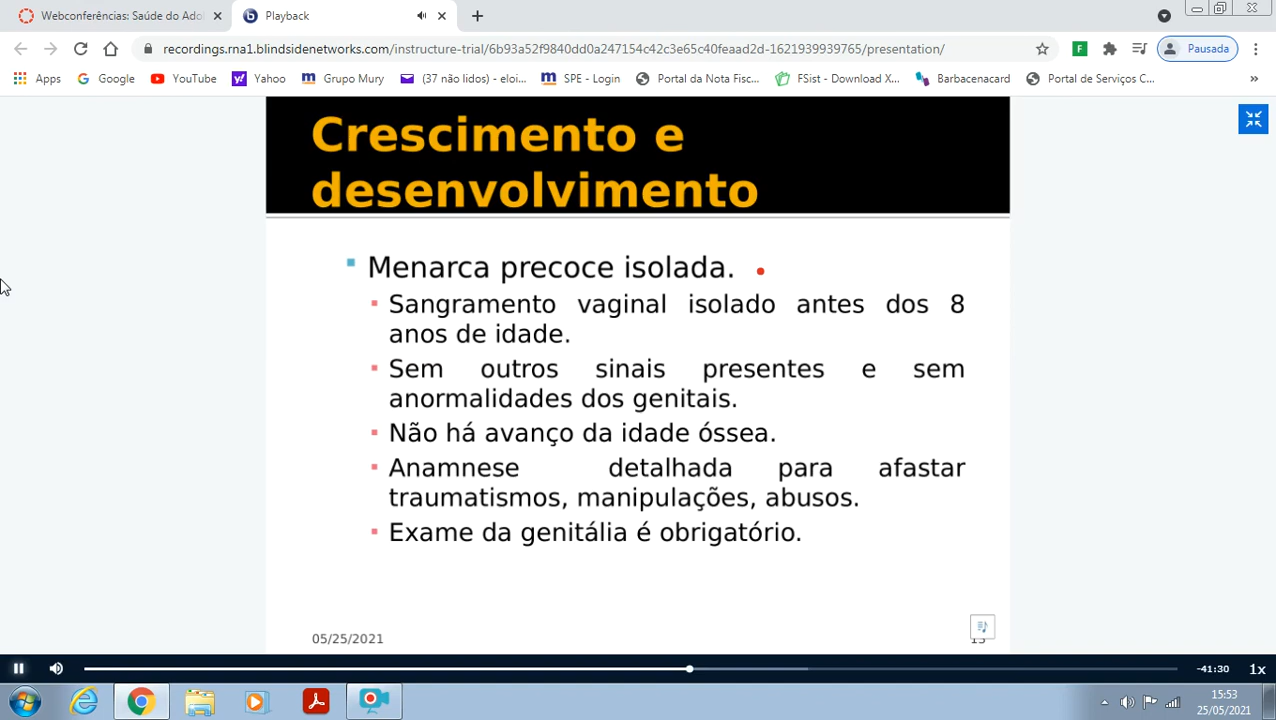 Webconferências: Saúde do Ado
Playback
recordings.rna1.blindsidenetworks.com/instructure-trial/6b93a52f9840dd0a247154c42c3e65c40feaad2d-1621939939765/presentation/
Pausada
Apps
Google
YouTube
Yahoo
Grupo Mury
(37 não lidos) - eloi...
SPE - Login
Portal da Nota Fisc...
FSist - Download X...
Barbacenacard
Portal de Serviços C...
»
Crescimento e
desenvolvimento
Menarca precoce isolada.
Sangramento vaginal isolado antes dos 8
anos de idade.
Sem outros sinais presentes e sem
anormalidades dos genitais.
Não há avanço da idade óssea.
Anamnese detalhada para afastar
traumatismos, manipulações, abusos.
Exame da genitália é obrigatório.
05/25/2021
-41:30
1x
15:53
25/05/2021